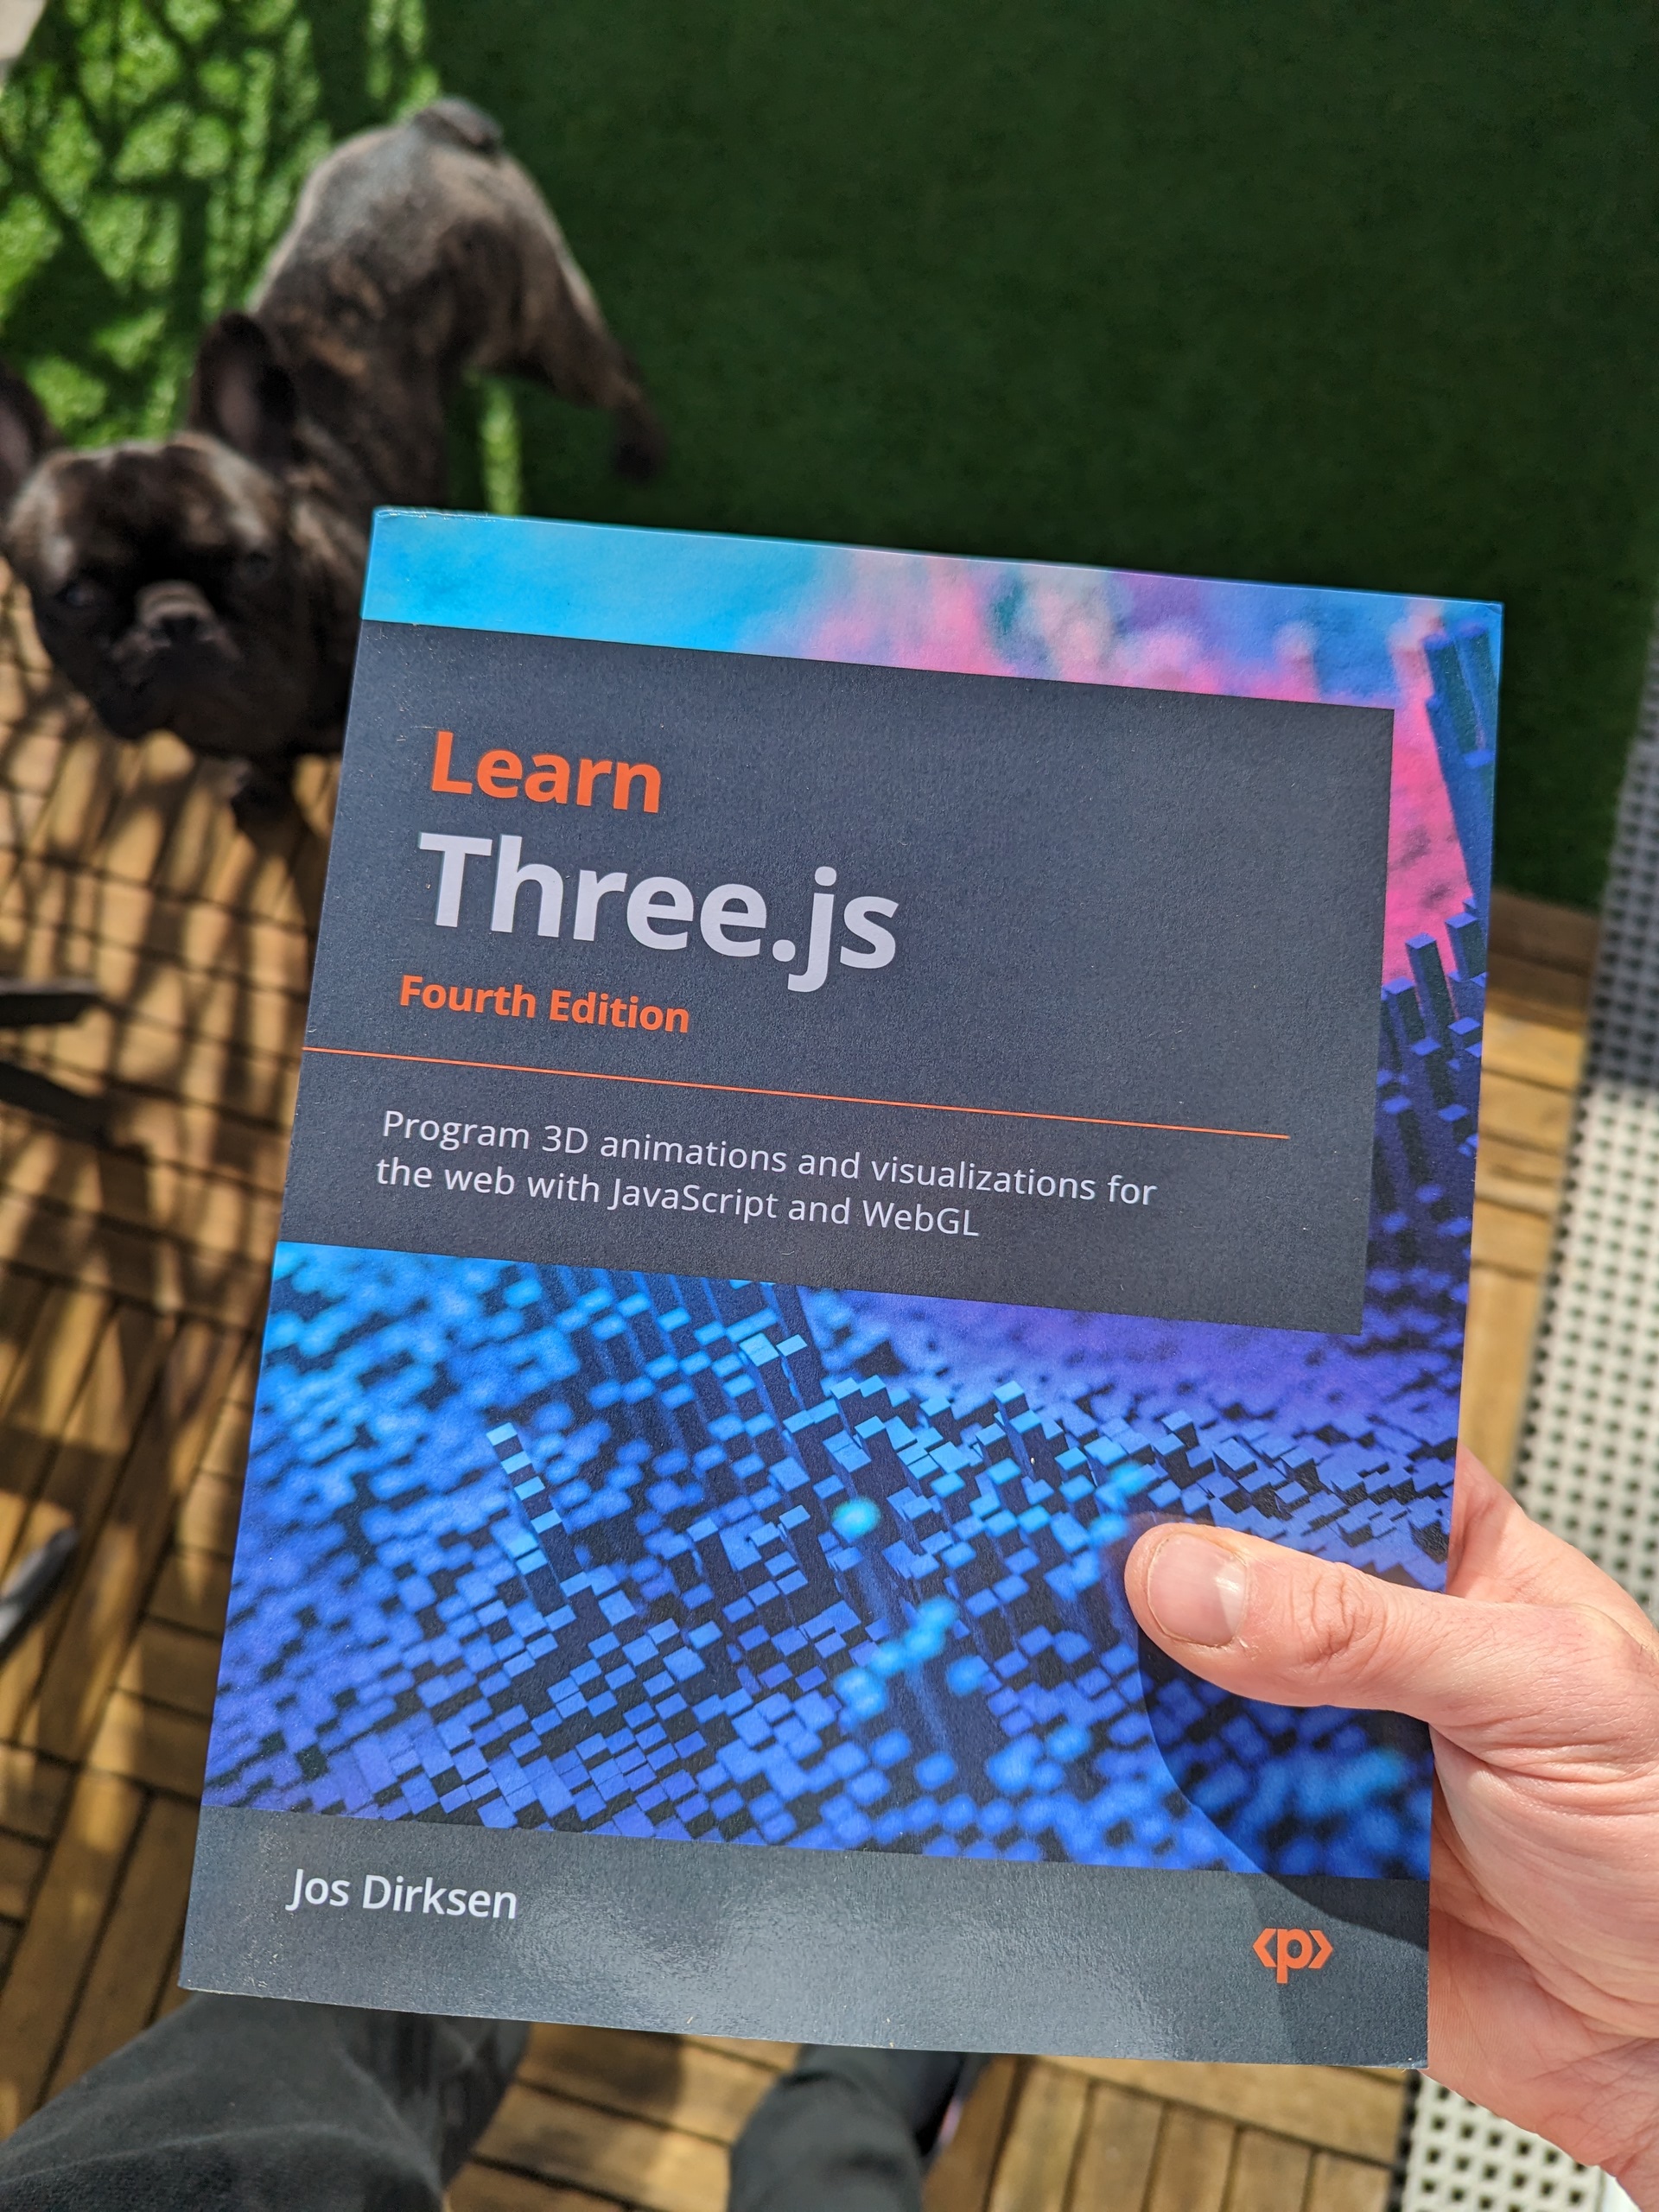 Learn
Three.js
Fourth Edition
Program 3D animations and visualizations for
the web with JavaScript and WebGL
Jos Dirksen
<p>